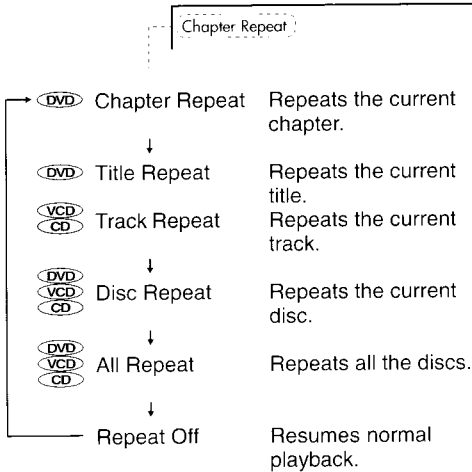 Chapter Repeat
DVD Chapter Repeat Repeats the current
chapter.
DVD Title Repeat Repeats the current
title.
VCD
CD
Track Repeat Repeats the current
track.
DVD
VCD
CD
Disc Repeat Repeats the current
disc.
DVD
VCD
CD
All Repeat Repeats all the discs.
Repeat Off Resumes normal
playback.